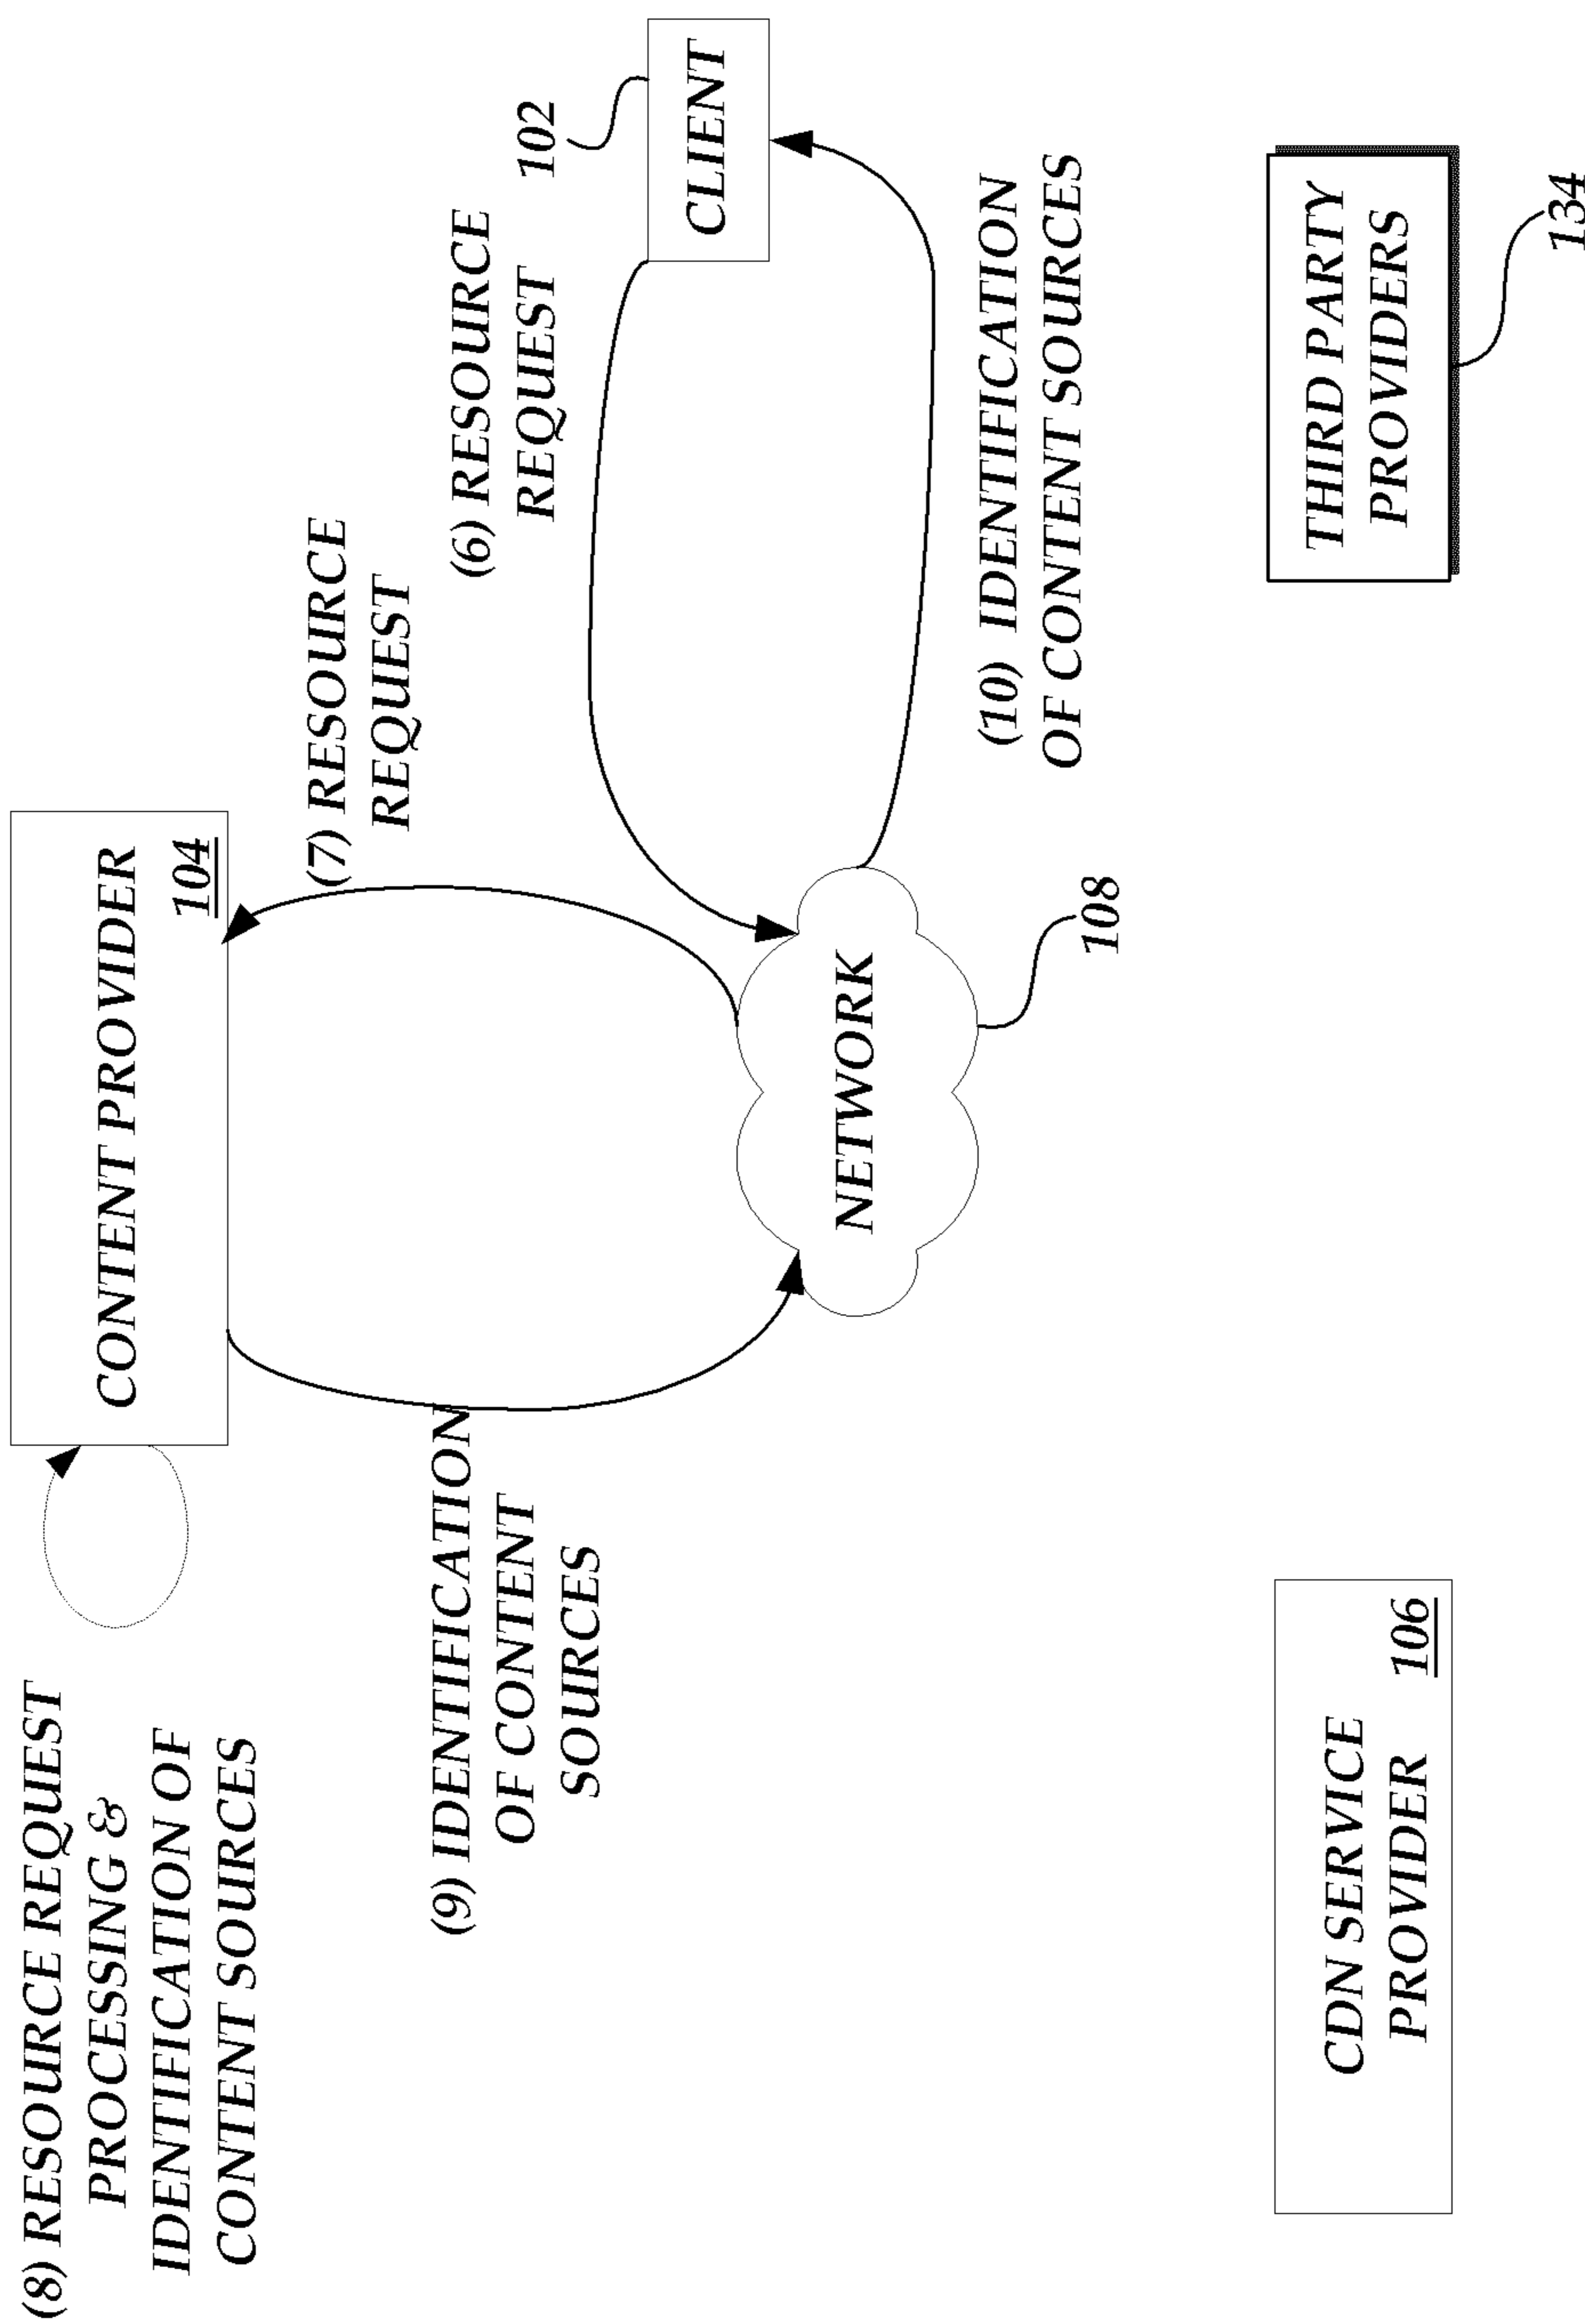 (8) RESOURCE REQUEST
PROCESSING &
IDENTIFICATION OF
CONTENT SOURCES
CONTENT PROVIDER
104
(7) RESOURCE
REQUEST
(6) RESOURCE
REQUEST
102
CLIENT
(9) IDENTIFICATION
OF CONTENT
SOURCES
NETWORK
108
(10) IDENTIFICATION
OF CONTENT SOURCES
CDN SERVICE
PROVIDER
106
THIRD PARTY
PROVIDERS
134